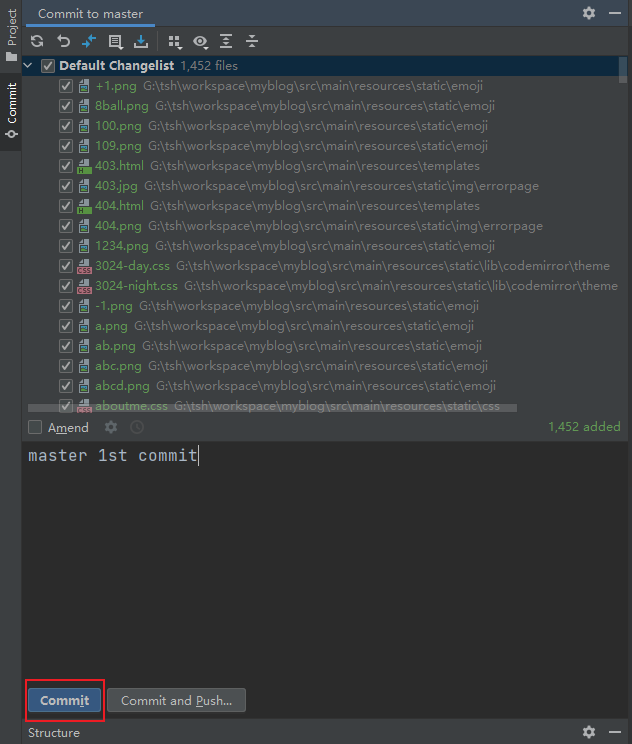 Project
Commit
Commit to master
Default Changelist 1,452 files
+1.png G:\tsh\workspace\myblog\src\main\resources\static\emoji
8ball.png G:\tsh\workspace\myblog\src\main\resources\static\emoji
100.png G:\tsh\workspace\myblog\src\main\resources\static\emoji
109.png G:\tsh\workspace\myblog\src\main\resources\static\emoji
403.html G:\tsh\workspace\myblog\src\main\resources\templates
403.jpg G:\tsh\workspace\myblog\src\main\resources\static\img\errorpage
404.html G:\tsh\workspace\myblog\src\main\resources\templates
404.png G:\tsh\workspace\myblog\src\main\resources\static\img\errorpage
1234.png G:\tsh\workspace\myblog\src\main\resources\static\emoji
3024-day.css G:\tsh\workspace\myblog\src\main\resources\static\lib\codemirror\theme
3024-night.css G:\tsh\workspace\myblog\src\main\resources\static\lib\codemirror\theme
-1.png G:\tsh\workspace\myblog\src\main\resources\static\emoji
a.png G:\tsh\workspace\myblog\src\main\resources\static\emoji
ab.png G:\tsh\workspace\myblog\src\main\resources\static\emoji
abc.png G:\tsh\workspace\myblog\src\main\resources\static\emoji
abcd.png G:\tsh\workspace\myblog\src\main\resources\static\emoji
aboutme.css G:\tsh\workspace\myblog\src\main\resources\static\css
Amend 1,452 added
master 1st commit
Commit Commit and Push...
Structure